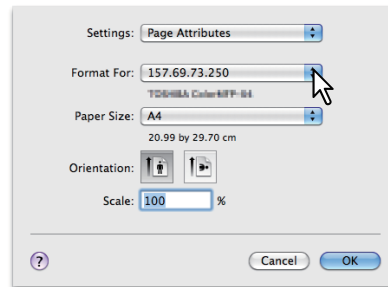 Settings: Page Attributes
Format For: 157.69.73.250
Paper Size: A4
20.99 by 29.70 cm
Orientation:
Scale: 100 %
? Cancel OK